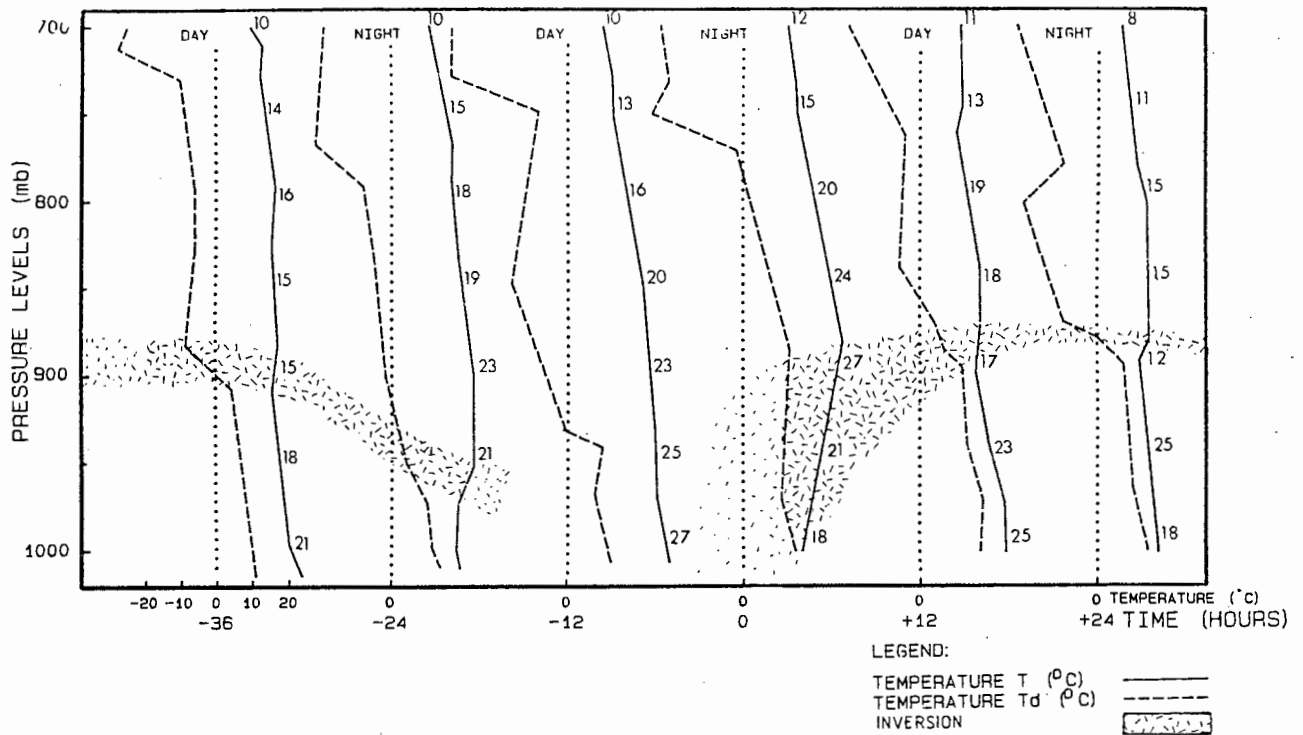 10 10 10 12 11 8
700
DAY NIGHT DAY NIGHT DAY NIGHT
14 15 13 15 13 11
16 18 16 20 19 15
800
15 19 20 24 18 15
15 23 23 27 17 12
900
18 21 25 21 23 25
21 27 18 25 18
1000
PRESSURE LEVELS (mb)
-20 -10 0 10 20 0 0 0 0 0 TEMPERATURE (°C)
-36 -24 -12 0 +12 +24 TIME (HOURS)
LEGEND:
TEMPERATURE T (°C)
TEMPERATURE Td (°C)
INVERSION